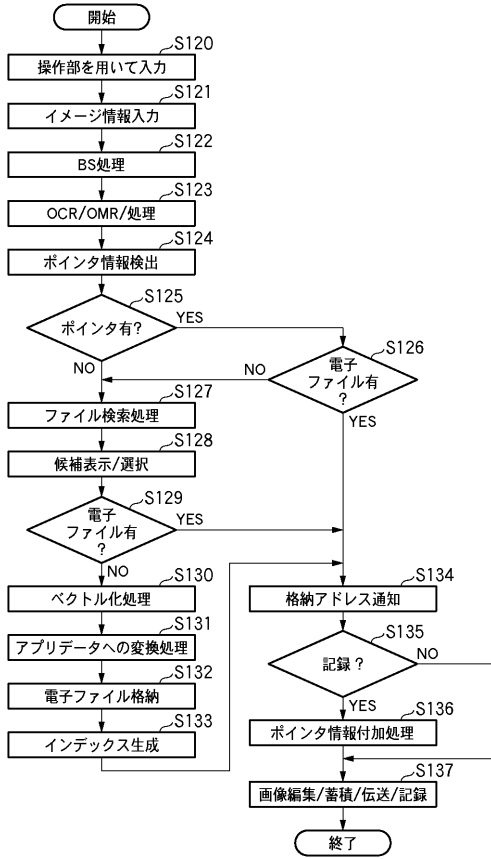 開始
S120
操作部を用いて入力
S121
イメージ情報入力
S122
BS処理
S123
OCR/OMR/処理
S124
ポインタ情報検出
S125
ポインタ有?
YES
NO
S126
電子
ファイル有
?
NO
YES
S127
ファイル検索処理
S128
候補表示/選択
S129
電子
ファイル有
?
YES
NO
S130
ベクトル化処理
S131
アプリデータへの変換処理
S132
電子ファイル格納
S133
インデックス生成
S134
格納アドレス通知
S135
記録?
NO
YES
S136
ポインタ情報付加処理
S137
画像編集/蓄積/伝送/記録
終了